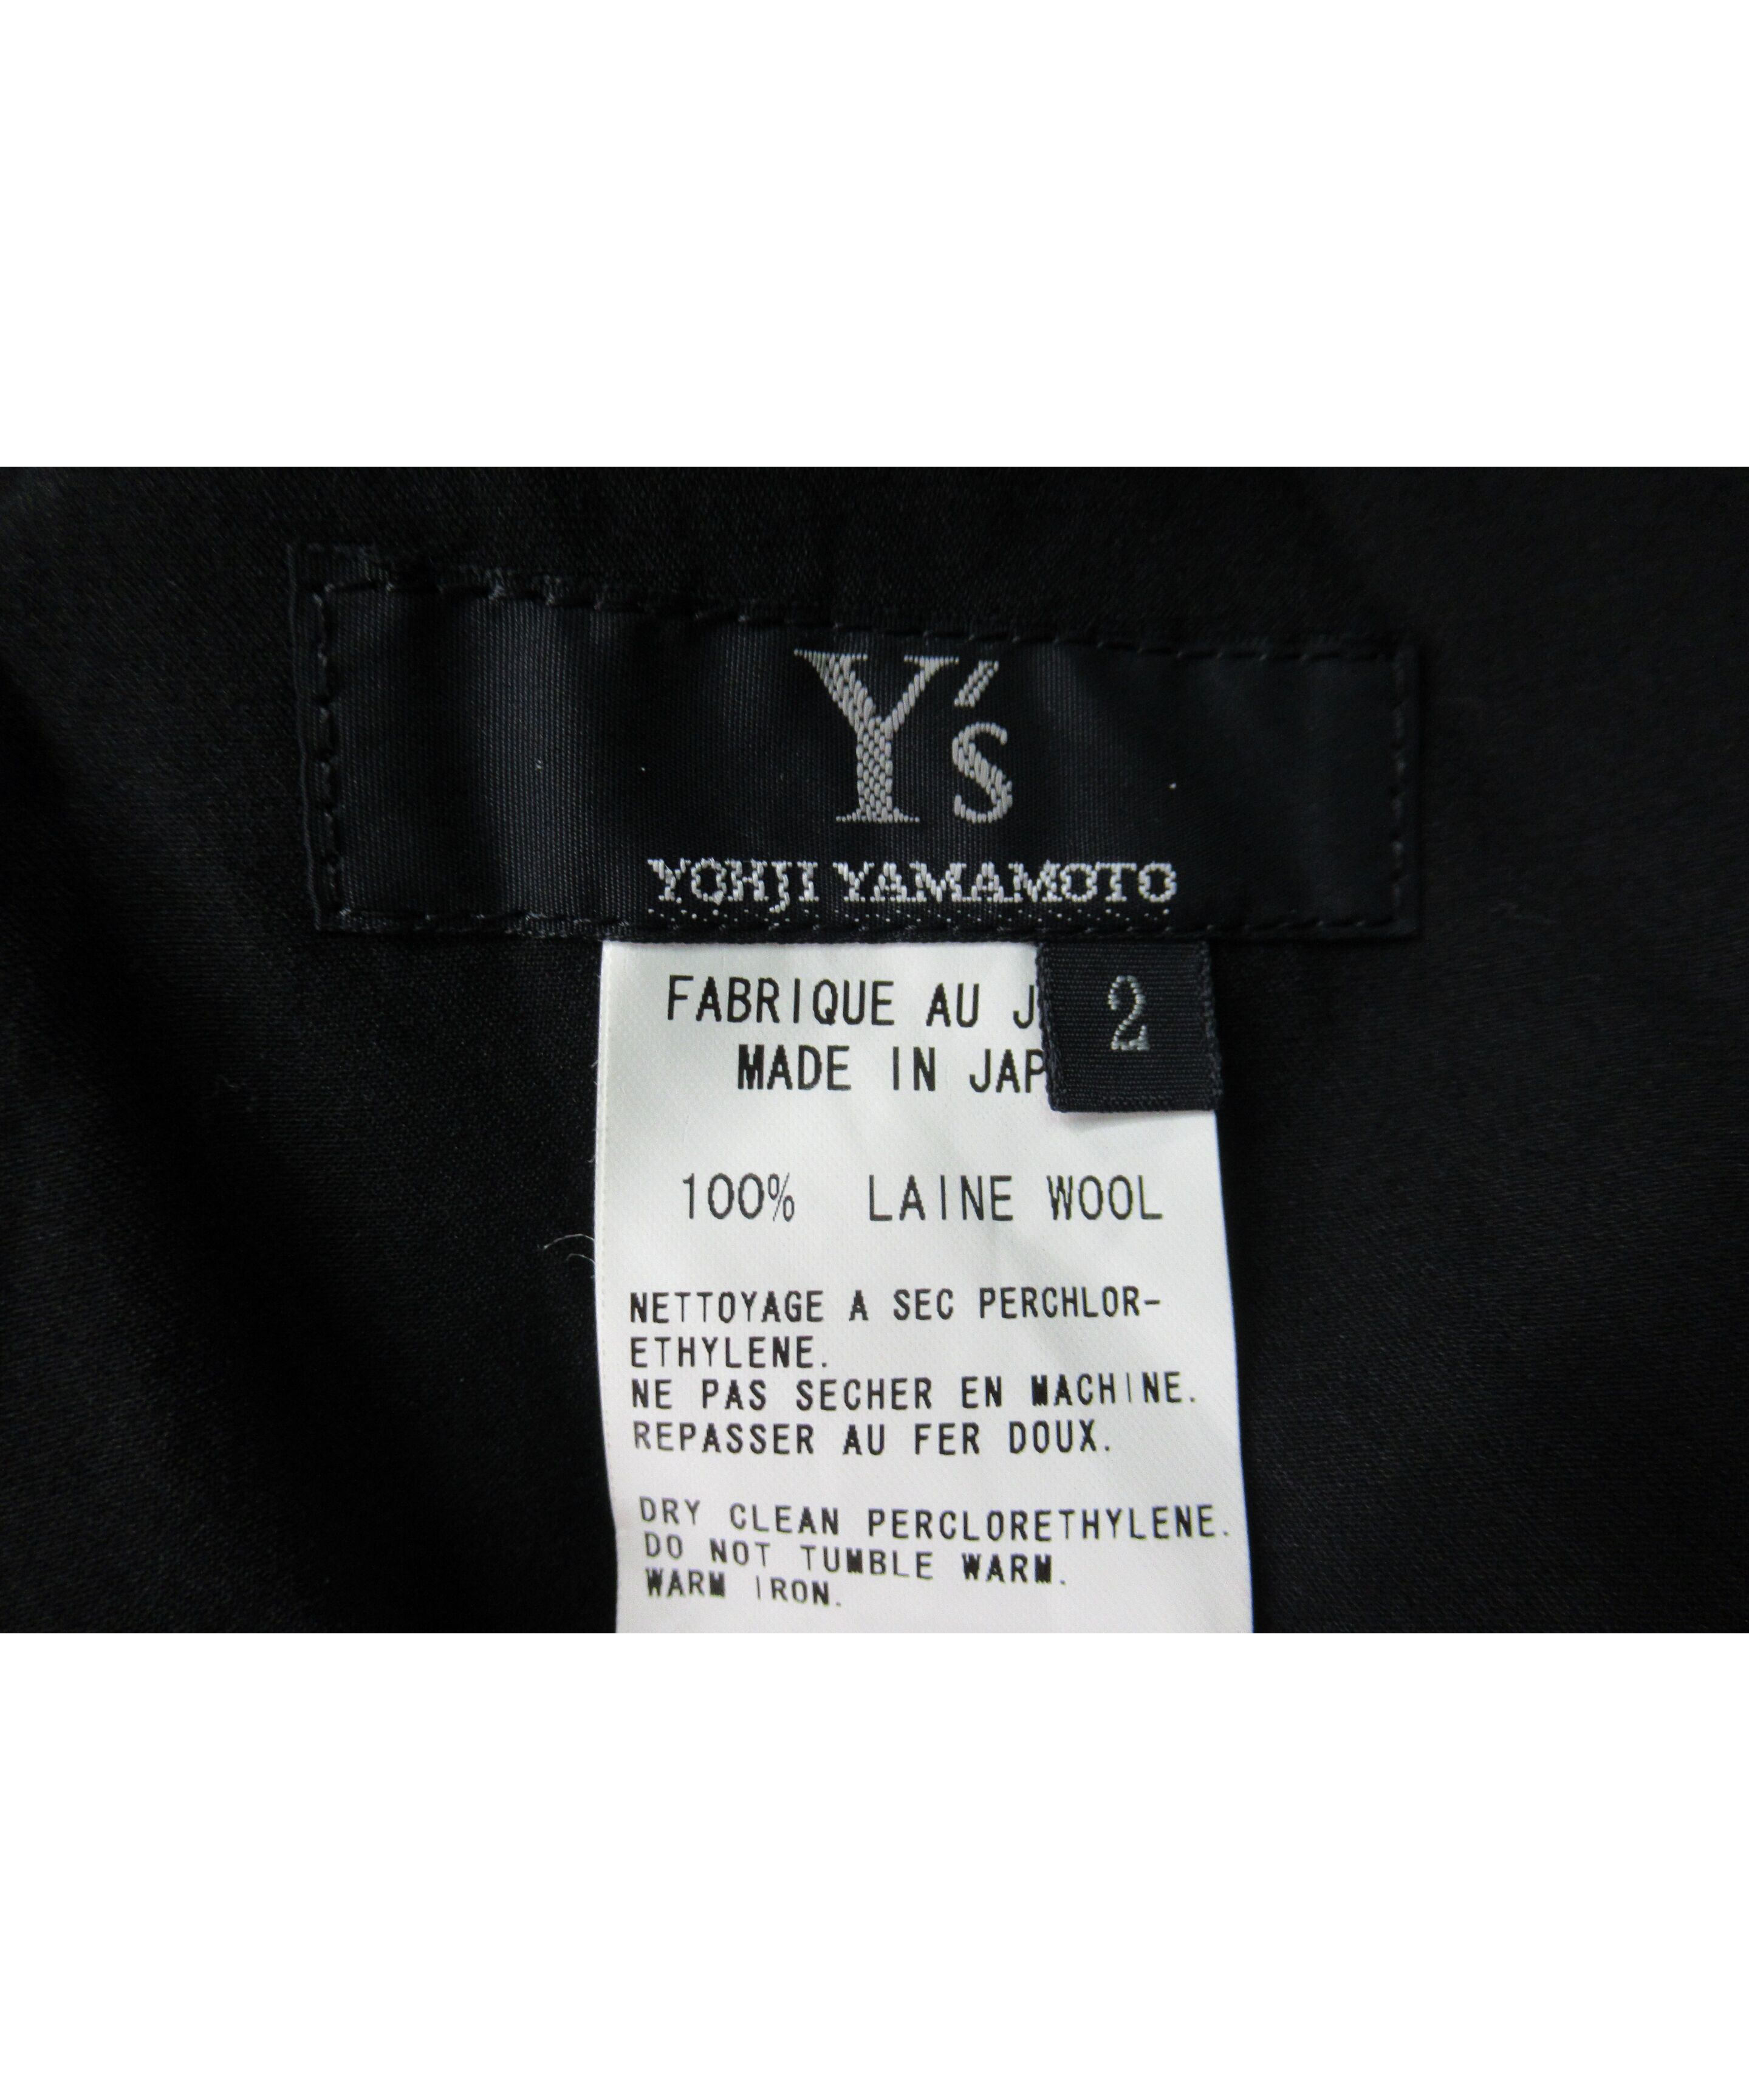 Y's
YOHJI YAMAMOTO
2
FABRIQUE AU J
MADE IN JAP
100% LAINE WOOL
NETTOYAGE A SEC PERCHLOR-
ETHYLENE.
NE PAS SECHER EN MACHINE.
REPASSER AU FER DOUX.
DRY CLEAN PERCLORETHYLENE.
DO NOT TUMBLE WARM.
WARM IRON.